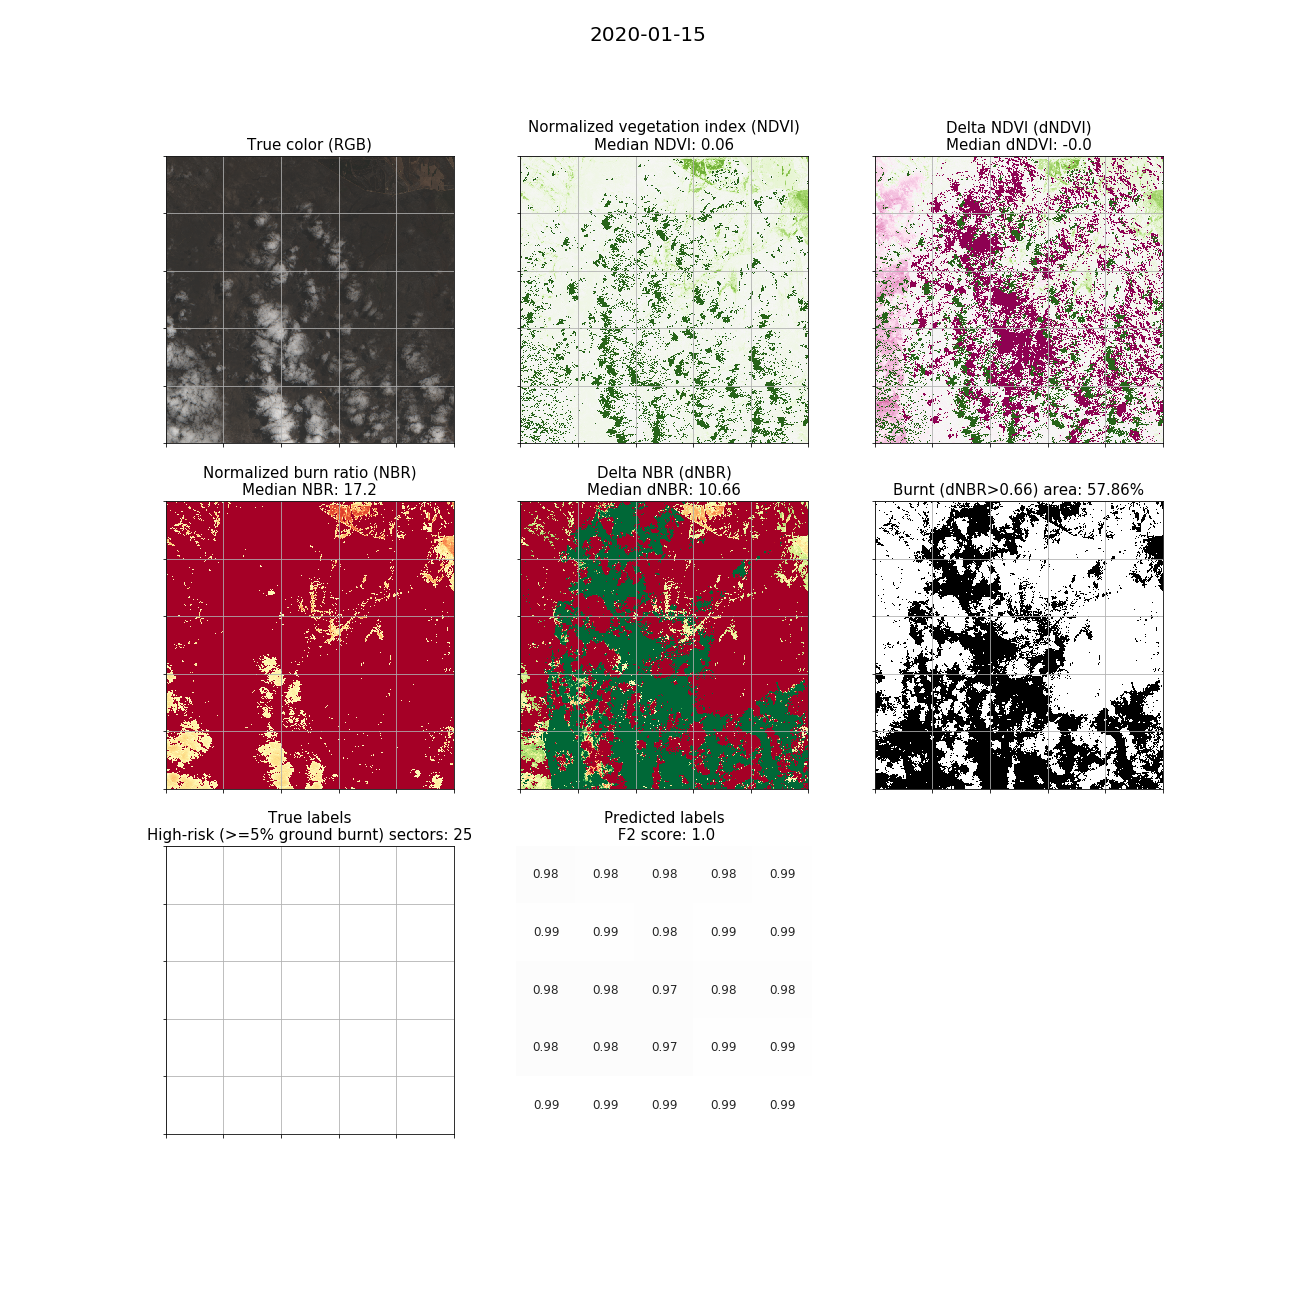 2020-01-15
True color (RGB)
Normalized vegetation index (NDVI)
Median NDVI: 0.06
Delta NDVI (dNDVI)
Median dNDVI: -0.0
Normalized burn ratio (NBR)
Median NBR: 17.2
Delta NBR (dNBR)
Median dNBR: 10.66
Burnt (dNBR>0.66) area: 57.86%
True labels
High-risk (>=5% ground burnt) sectors: 25
Predicted labels
F2 score: 1.0
0.98 0.98 0.98 0.98 0.99
0.99 0.99 0.98 0.99 0.99
0.98 0.98 0.97 0.98 0.98
0.98 0.98 0.97 0.99 0.99
0.99 0.99 0.99 0.99 0.99